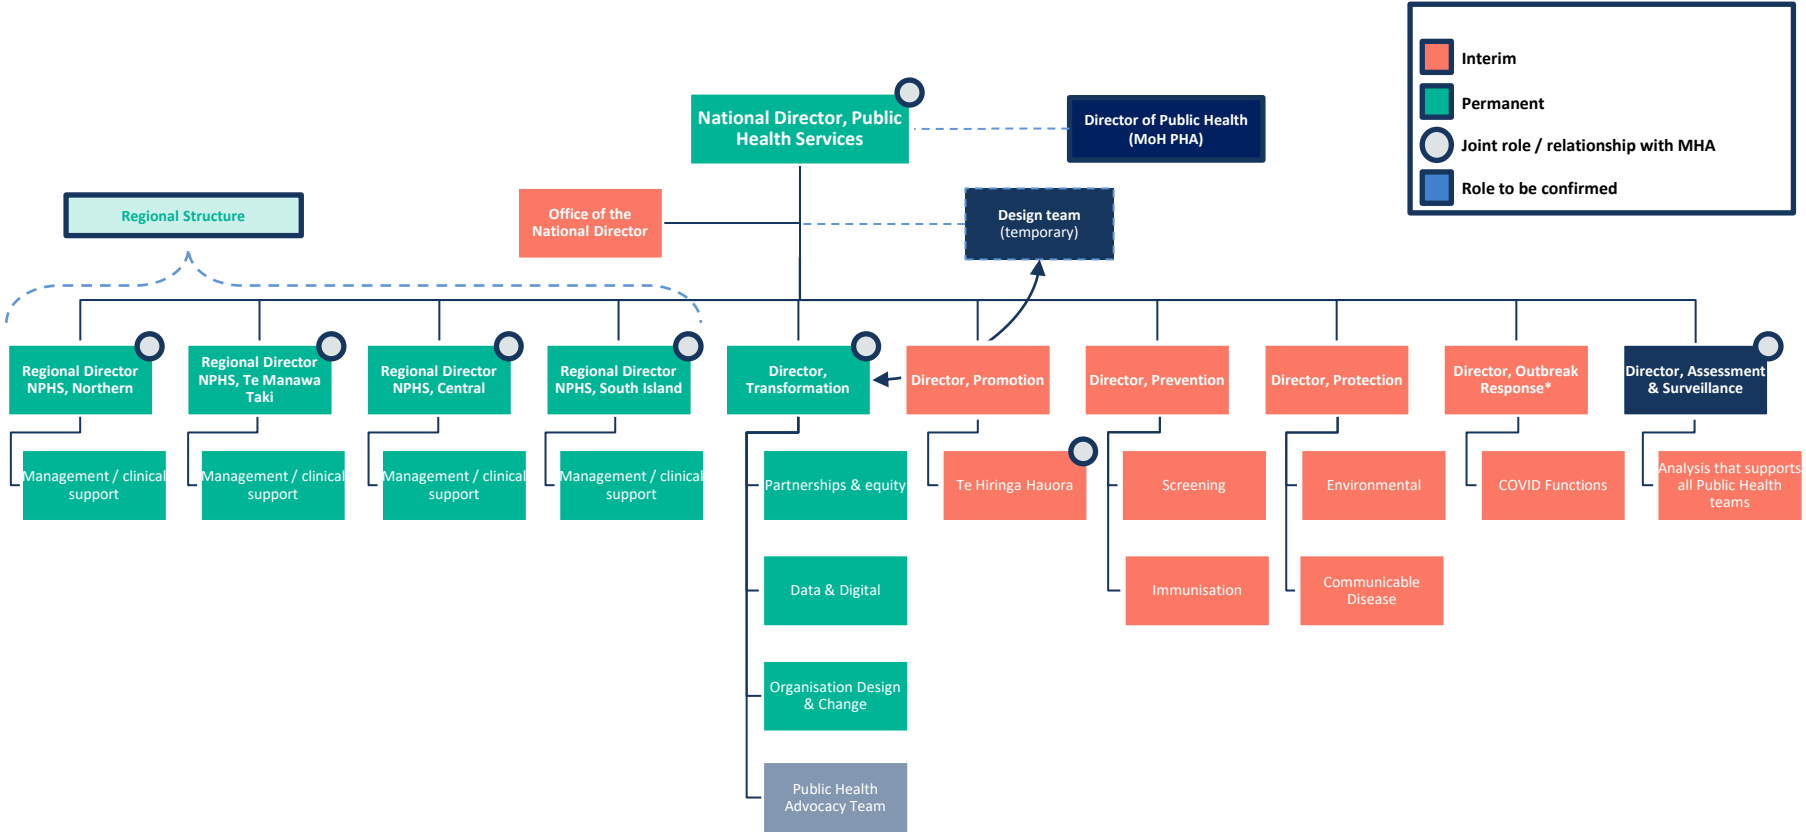 Interim
Permanent
Joint role / relationship with MHA
Role to be confirmed
National Director, Public
Health Services
Director of Public Health
(MoH PHA)
Regional Structure
Office of the
National Director
Design team
(temporary)
Regional Director
NPHS, Northern
Regional Director
NPHS, Te Manawa
Taki
Regional Director
NPHS, Central
Regional Director
NPHS, South Island
Director,
Transformation
Director, Promotion
Director, Prevention
Director, Protection
Director, Outbreak
Response*
Director, Assessment
& Surveillance
Management / clinical
support
Management / clinical
support
Management / clinical
support
Management / clinical
support
Partnerships & equity
Te Hiringa Hauora
Screening
Environmental
COVID Functions
Analysis that supports
all Public Health
teams
Data & Digital
Immunisation
Communicable
Disease
Organisation Design
& Change
Public Health
Advocacy Team